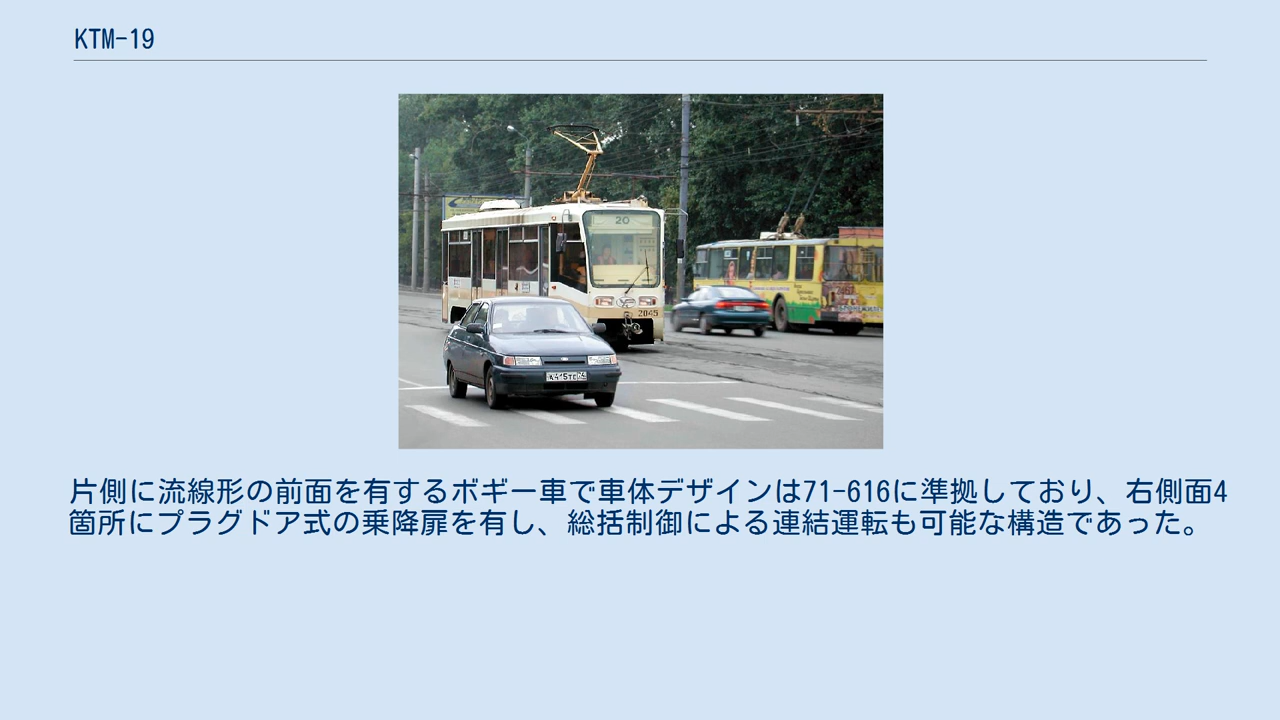 KTM-19
20
2045
片側に流線形の前面を有するボギー車で車体デザインは71-616に準拠しており、右側面4
箇所にプラグドア式の乗降扉を有し、総括制御による連結運転も可能な構造であった。